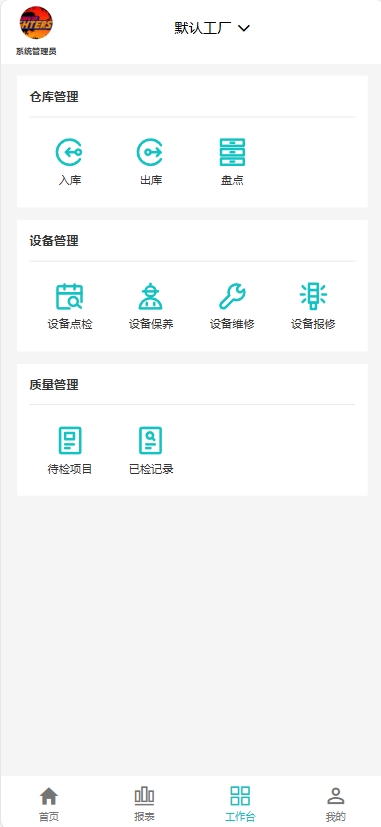 默认工厂
系统管理员
仓库管理
入库 出库 盘点
设备管理
设备点检 设备保养 设备维修 设备报修
质量管理
待检项目 已检记录
首页 报表 工作台 我的